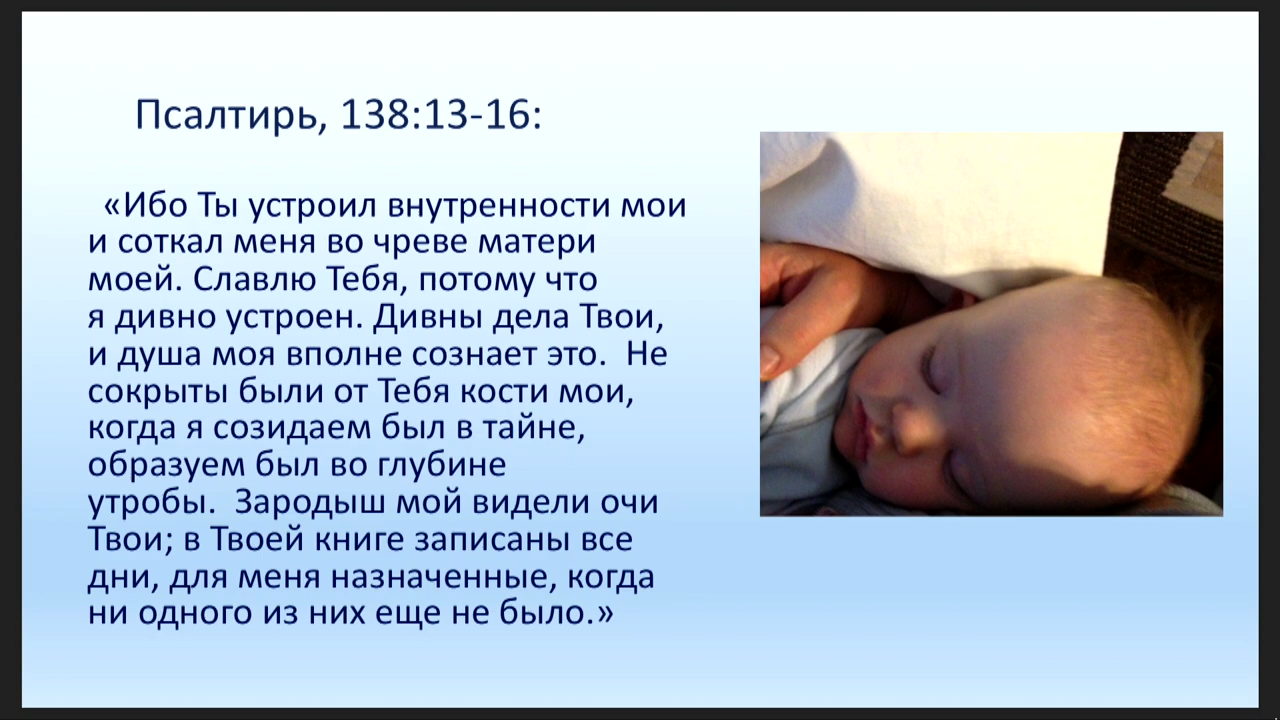 Псалтирь, 138:13-16:
«Ибо Ты устроил внутренности мои
и соткал меня во чреве матери
моей. Славлю Тебя, потому что
я дивно устроен. Дивны дела Твои,
и душа моя вполне сознает это.  Не
сокрыты были от Тебя кости мои,
когда я созидаем был в тайне,
образуем был во глубине
утробы.  Зародыш мой видели очи
Твои; в Твоей книге записаны все
дни, для меня назначенные, когда
ни одного из них еще не было.»